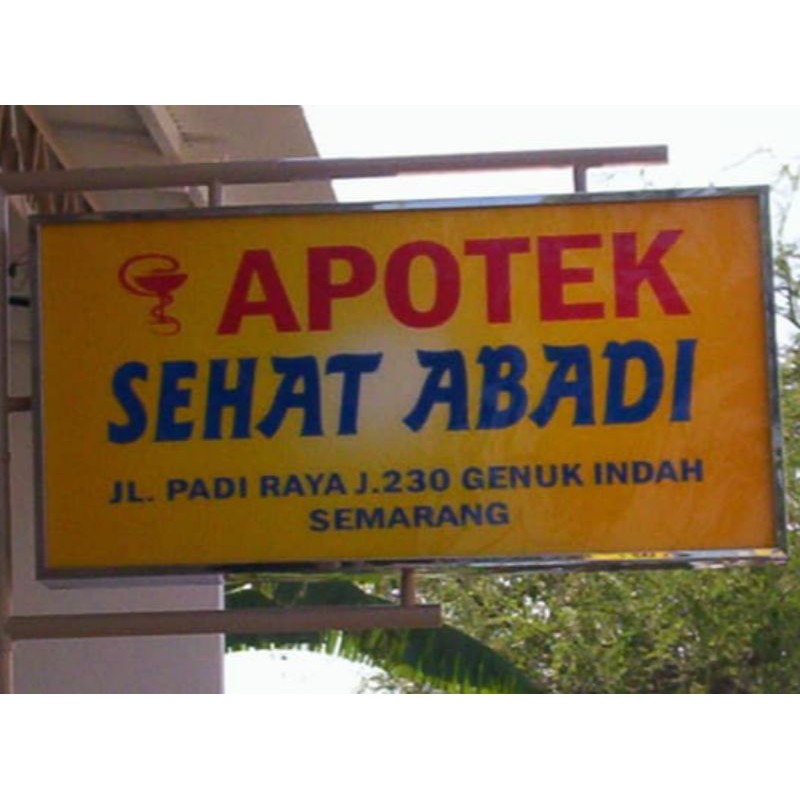 APOTEK
SEHAT ABADI
JL. PADI RAYA J.230 GENUK INDAH
SEMARANG